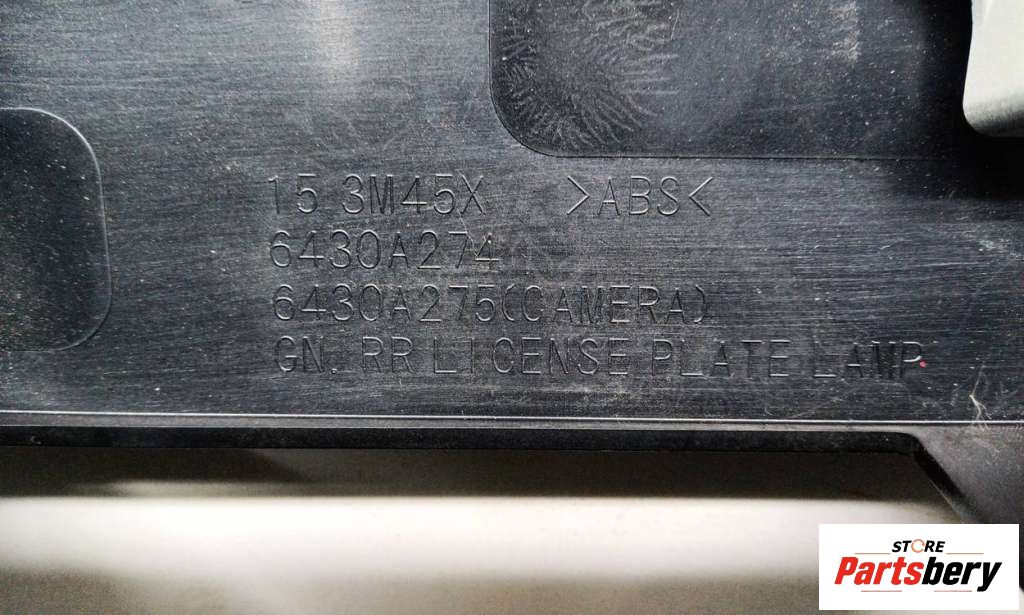 15 3M45X >ABS<
6430A274
6430A275(CAMERA)
GN.RR LICENSE PLATE LAMP
STORE
Partsbery